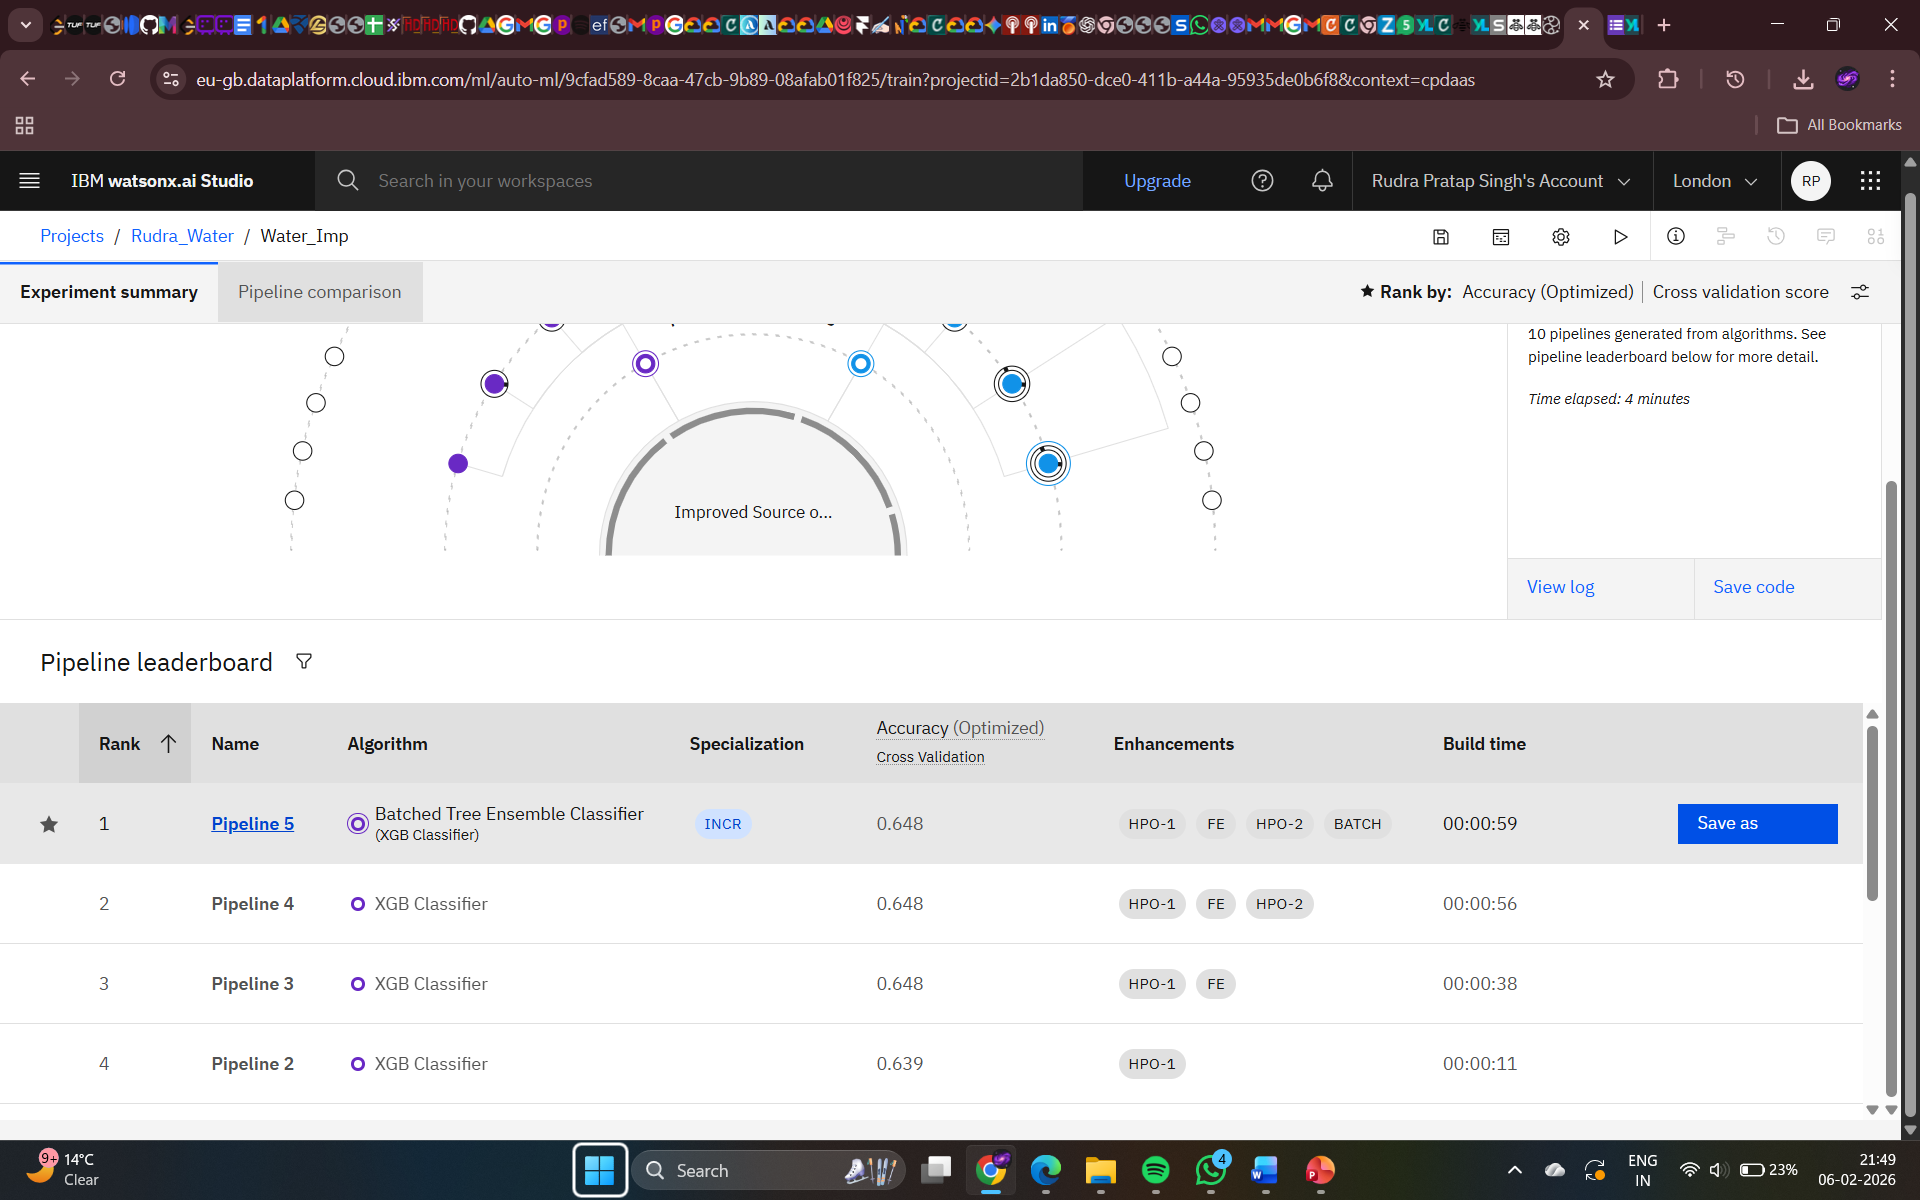 eu-gb.dataplatform.cloud.ibm.com/ml/auto-ml/9cfad589-8caa-47cb-9b89-08afab01f825/train?projectid=2b1da850-dce0-411b-a44a-95935de0b6f8&context=cpdaas
All Bookmarks
IBM watsonx.ai Studio
Search in your workspaces
Upgrade
Rudra Pratap Singh's Account
London
RP
Projects / Rudra_Water / Water_Imp
Experiment summary
Pipeline comparison
Rank by: Accuracy (Optimized) | Cross validation score
10 pipelines generated from algorithms. See
pipeline leaderboard below for more detail.
Time elapsed: 4 minutes
Improved Source o...
View log
Save code
Pipeline leaderboard
Rank Name Algorithm Specialization Accuracy (Optimized) Enhancements Build time
Cross Validation
1 Pipeline 5 Batched Tree Ensemble Classifier INCR 0.648 HPO-1 FE HPO-2 BATCH 00:00:59 Save as
(XGB Classifier)
2 Pipeline 4 XGB Classifier 0.648 HPO-1 FE HPO-2 00:00:56
3 Pipeline 3 XGB Classifier 0.648 HPO-1 FE 00:00:38
4 Pipeline 2 XGB Classifier 0.639 HPO-1 00:00:11
9+
14°C
Clear
Search
4
ENG
IN
23%
21:49
06-02-2026